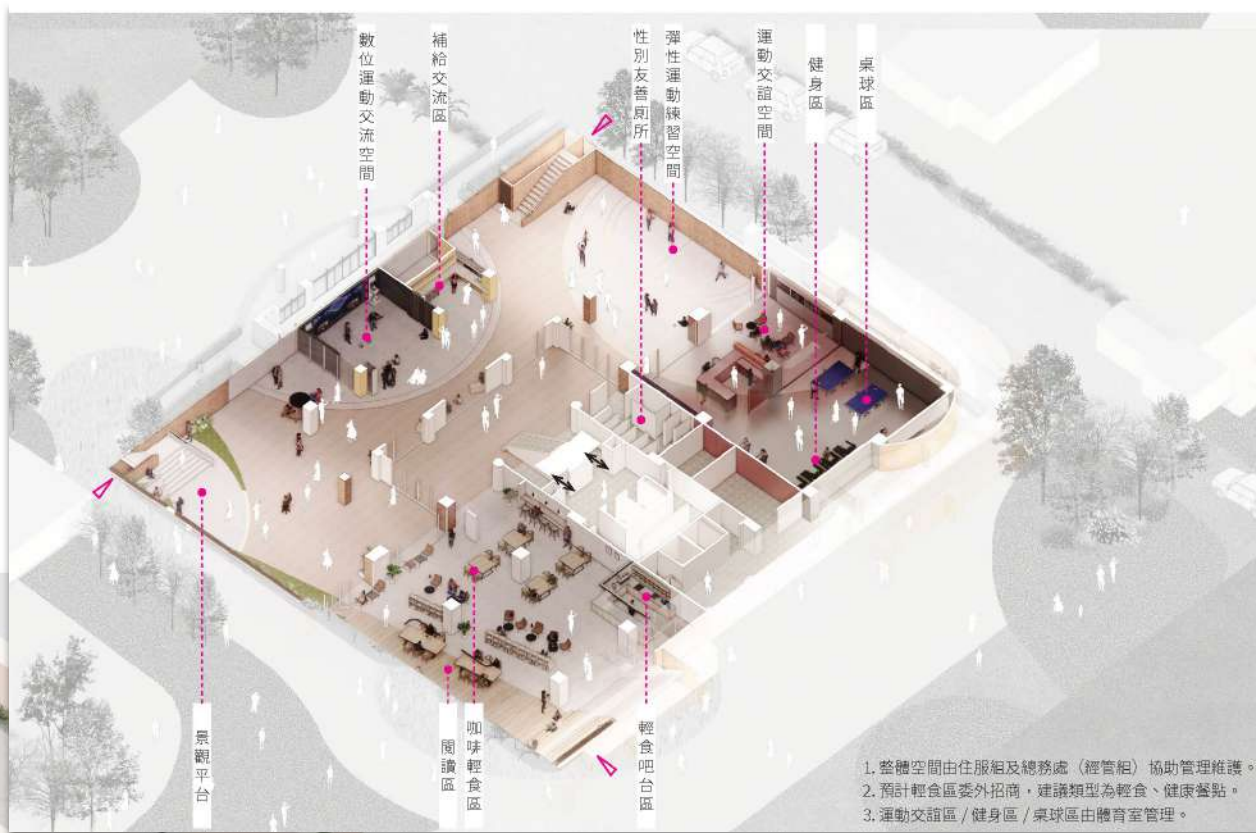 數位運動交流空間
補給交流區
性別友善廁所
彈性運動練習空間
運動交誼空間
健身區
桌球區
景觀平台
閱讀區
咖啡輕食區
輕食吧台區
1. 整體空間由住服組及總務處（經管組）協助管理維護。
2. 預計輕食區委外招商，建議類型為輕食、健康餐點。
3. 運動交誼區 / 健身區 / 桌球區由體育室管理。